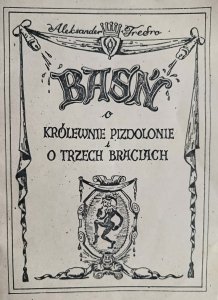 Aleksander Fredro
BAŚŃ
o
KRÓLEWNIE PIZDOLONIE
i
O TRZECH BRACIACH